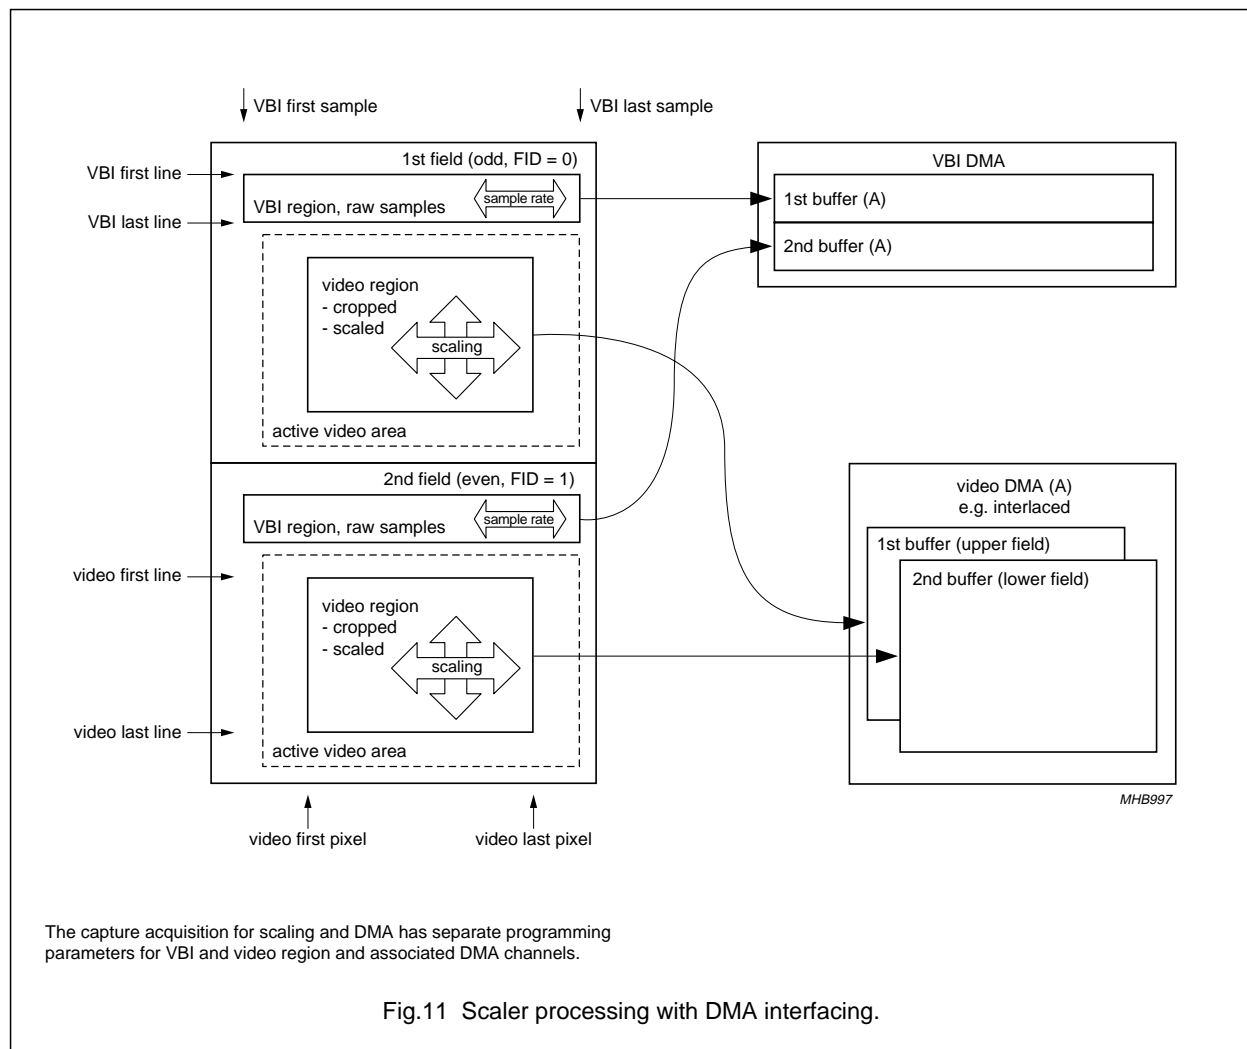 VBI first sample
VBI last sample
1st field (odd, FID = 0)
VBI first line
VBI region, raw samples
sample rate
VBI last line
video region
- cropped
- scaled
scaling
active video area
VBI DMA
1st buffer (A)
2nd buffer (A)
2nd field (even, FID = 1)
VBI region, raw samples
sample rate
video first line
video region
- cropped
- scaled
scaling
video last line
active video area
video first pixel
video last pixel
video DMA (A)
e.g. interlaced
1st buffer (upper field)
2nd buffer (lower field)
MHB997
The capture acquisition for scaling and DMA has separate programming
parameters for VBI and video region and associated DMA channels.
Fig.11 Scaler processing with DMA interfacing.